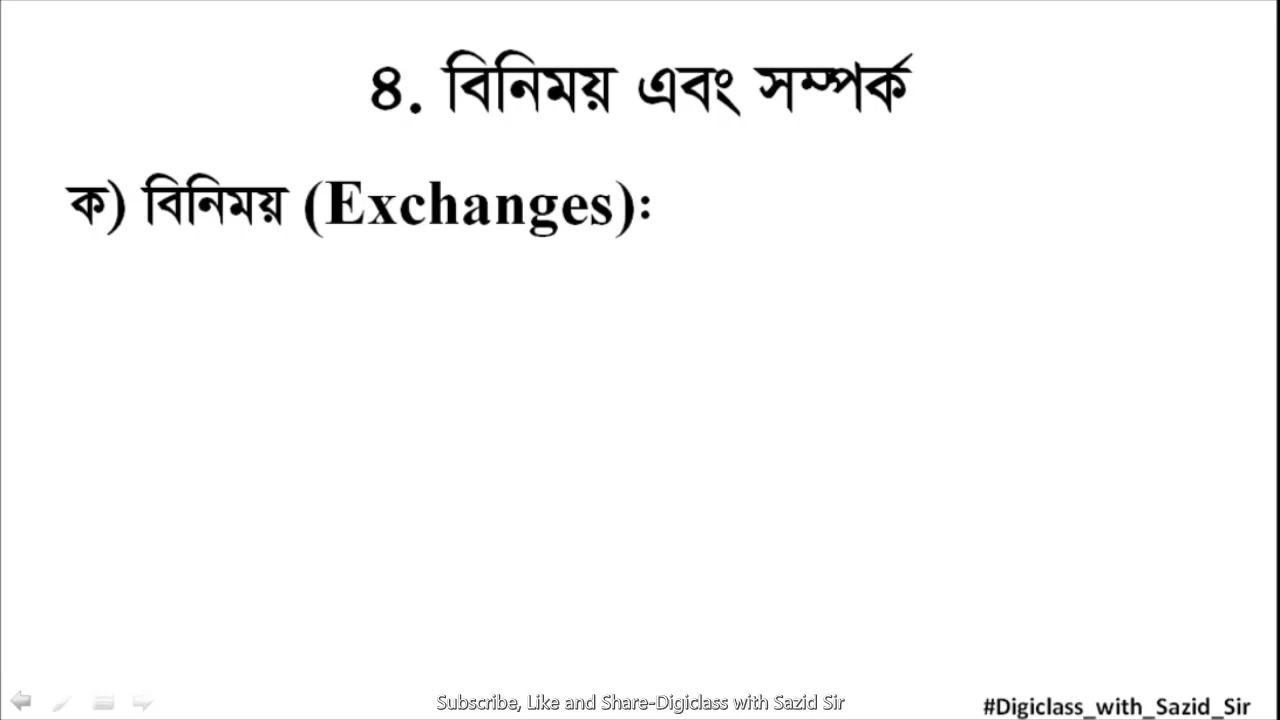 ৪. বিনিময় এবং সম্পর্ক
ক) বিনিময় (Exchanges):
Subscribe, Like and Share-Digiclass with Sazid Sir
#Digiclass_with_Sazid_Sir